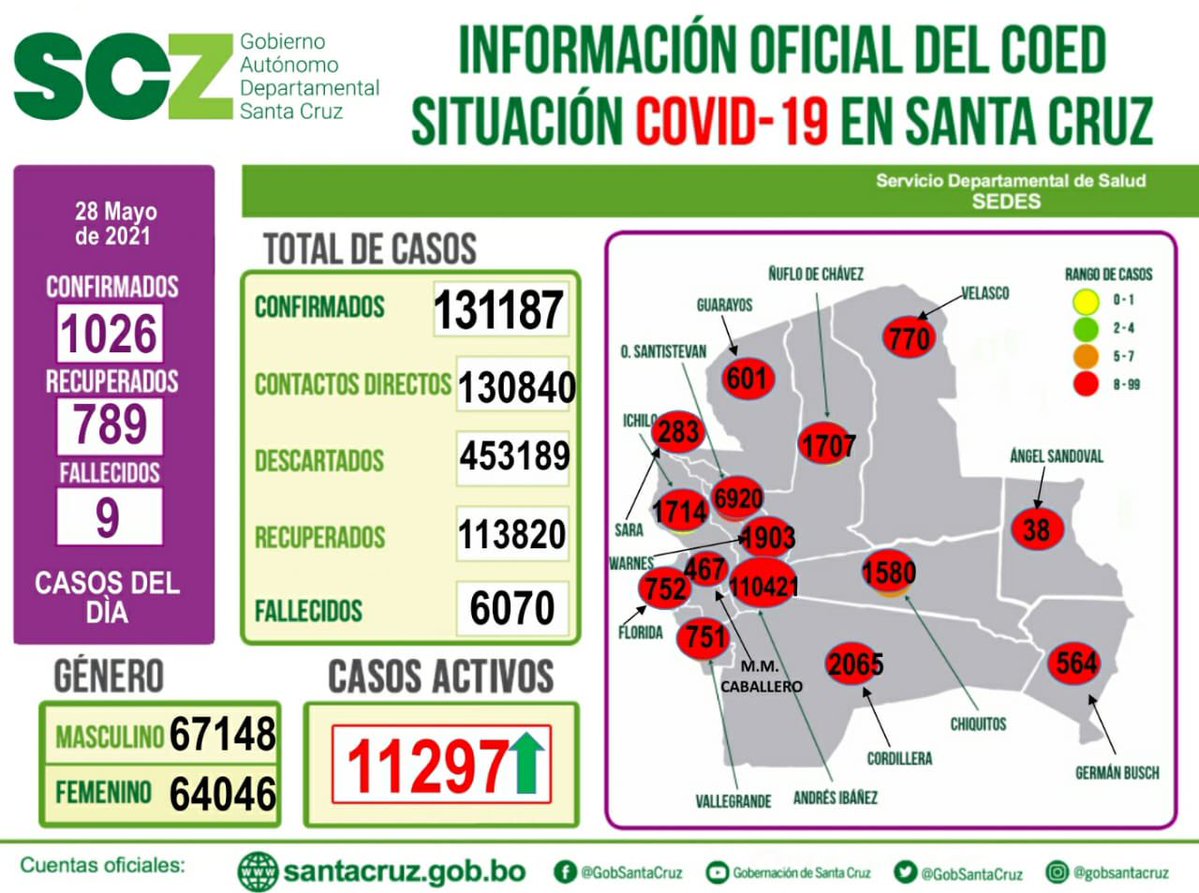 SCZ
Gobierno
Autónomo
Departamental
Santa Cruz
INFORMACIÓN OFICIAL DEL COED
SITUACIÓN COVID-19 EN SANTA CRUZ
Servicio Departamental de Salud
SEDES
28 Mayo
de 2021
CONFIRMADOS
1026
RECUPERADOS
789
FALLECIDOS
9
CASOS DEL
DÌA
TOTAL DE CASOS
CONFIRMADOS 131187
CONTACTOS DIRECTOS 130840
DESCARTADOS 453189
RECUPERADOS 113820
FALLECIDOS 6070
GÉNERO
MASCULINO 67148
FEMENINO 64046
CASOS ACTIVOS
11297
RANGO DE CASOS
0 - 1
2 - 4
5 - 7
8 - 99
ÑUFLO DE CHÁVEZ
VELASCO
GUARAYOS
770
O. SANTISTEVAN
601
ICHILO
283
1707
ÁNGEL SANDOVAL
6920
1714
38
SARA
1903
WARNES
467
1580
752
110421
FLORIDA
751
2065
564
M.M.
CABALLERO
CHIQUITOS
CORDILLERA
GERMÁN BUSCH
VALLEGRANDE
ANDRÉS IBÁÑEZ
Cuentas oficiales:
www
santacruz.gob.bo
@GobSantaCruz
Gobernación de Santa Cruz
@GobSantaCruz
@gobsantacruz